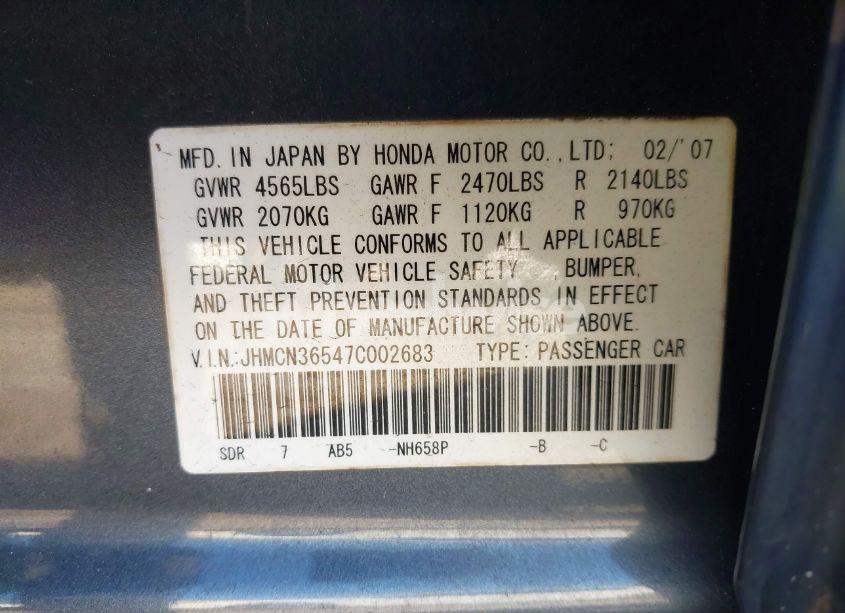 MFD. IN JAPAN BY HONDA MOTOR CO., LTD; 02/'07
GVWR 4565LBS GAWR F 2470LBS R 2140LBS
GVWR 2070KG GAWR F 1120KG R 970KG
THIS VEHICLE CONFORMS TO ALL APPLICABLE
FEDERAL MOTOR VEHICLE SAFETY , BUMPER,
AND THEFT PREVENTION STANDARDS IN EFFECT
ON THE DATE OF MANUFACTURE SHOWN ABOVE.
V.I.N.:JHMCN36547C002683 TYPE: PASSENGER CAR
SDR 7 AB5 -NH658P -B -C